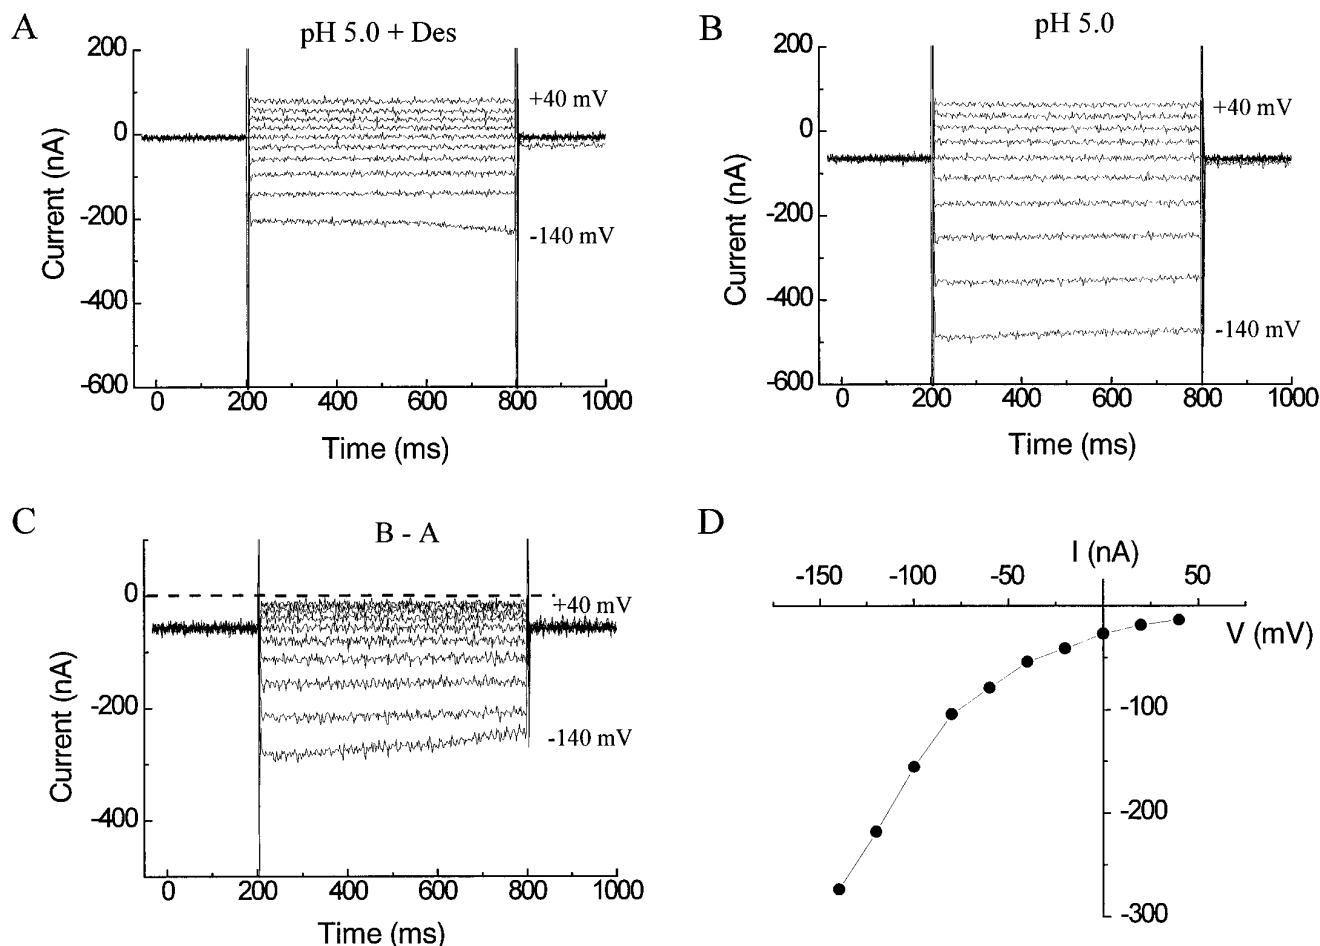 A
pH 5.0 + Des
200
0
-200
-400
-600
Current (nA)
+40 mV
-140 mV
0 200 400 600 800 1000
Time (ms)
B
pH 5.0
200
0
-200
-400
-600
Current (nA)
+40 mV
-140 mV
0 200 400 600 800 1000
Time (ms)
C
B - A
0
-200
-400
Current (nA)
+40 mV
-140 mV
0 200 400 600 800 1000
Time (ms)
D
I (nA)
-150 -100 -50 50
V (mV)
-100
-200
-300